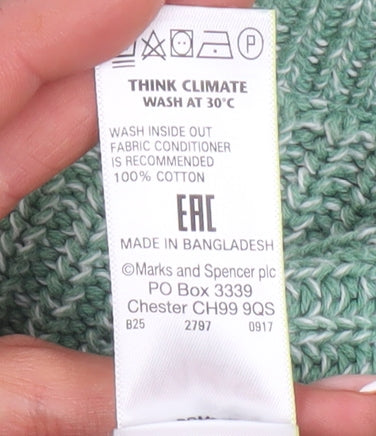 P
THINK CLIMATE
WASH AT 30°C
WASH INSIDE OUT
FABRIC CONDITIONER
IS RECOMMENDED
100% COTTON
EAC
MADE IN BANGLADESH
©Marks and Spencer plc
PO Box 3339
Chester CH99 9QS
B25 2797 0917